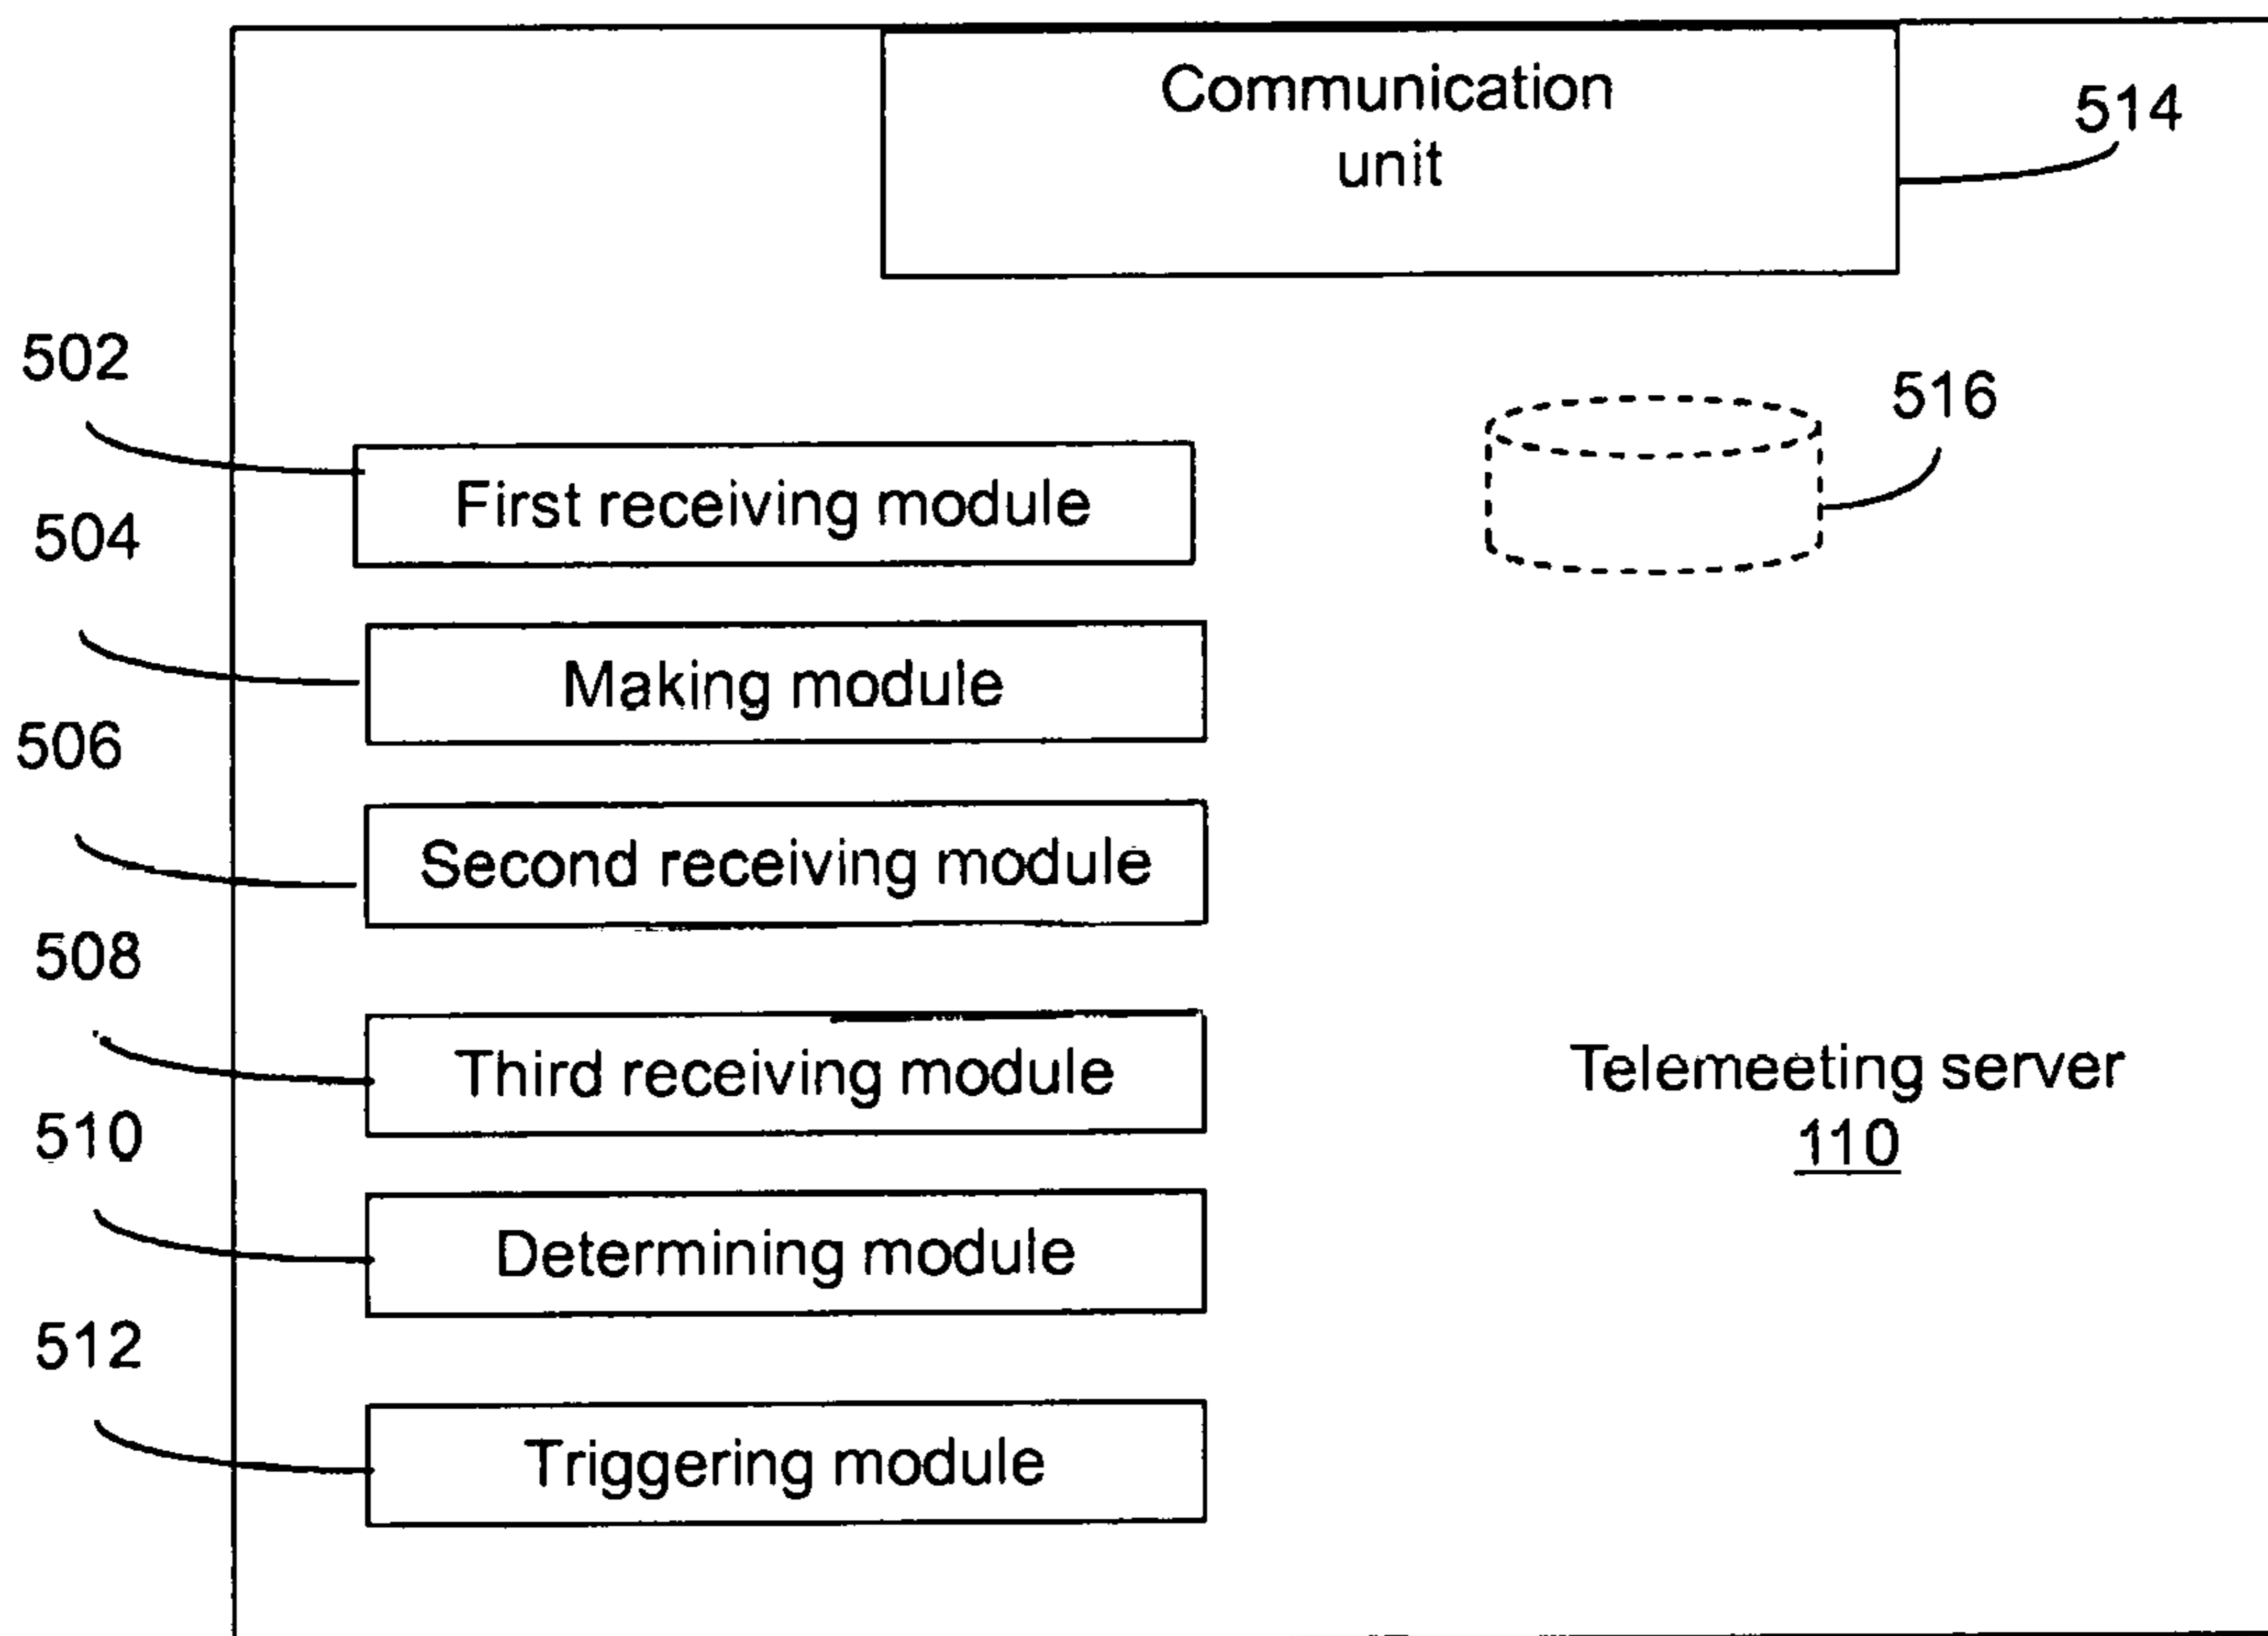 Communication
unit
514
502
516
First receiving module
504
Making module
506
Second receiving module
508
Third receiving module
Telemeeting server
110
510
Determining module
512
Triggering module